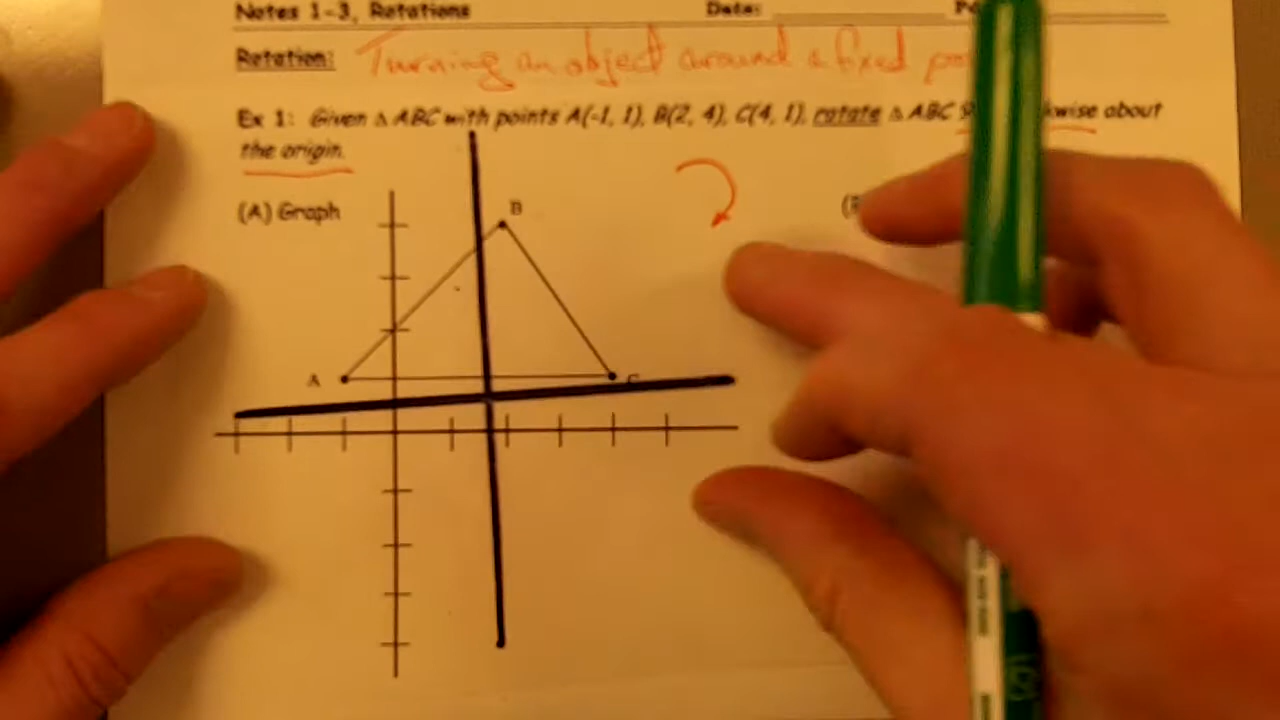 Notes 1-3, Rotations Date:
Rotation: Turning an object around a fixed
Ex 1: Given △ ABC with points A(-1, 1), B(2, 4), C(4, 1), rotate △ ABC about
the origin.
(A) Graph
B
A
C